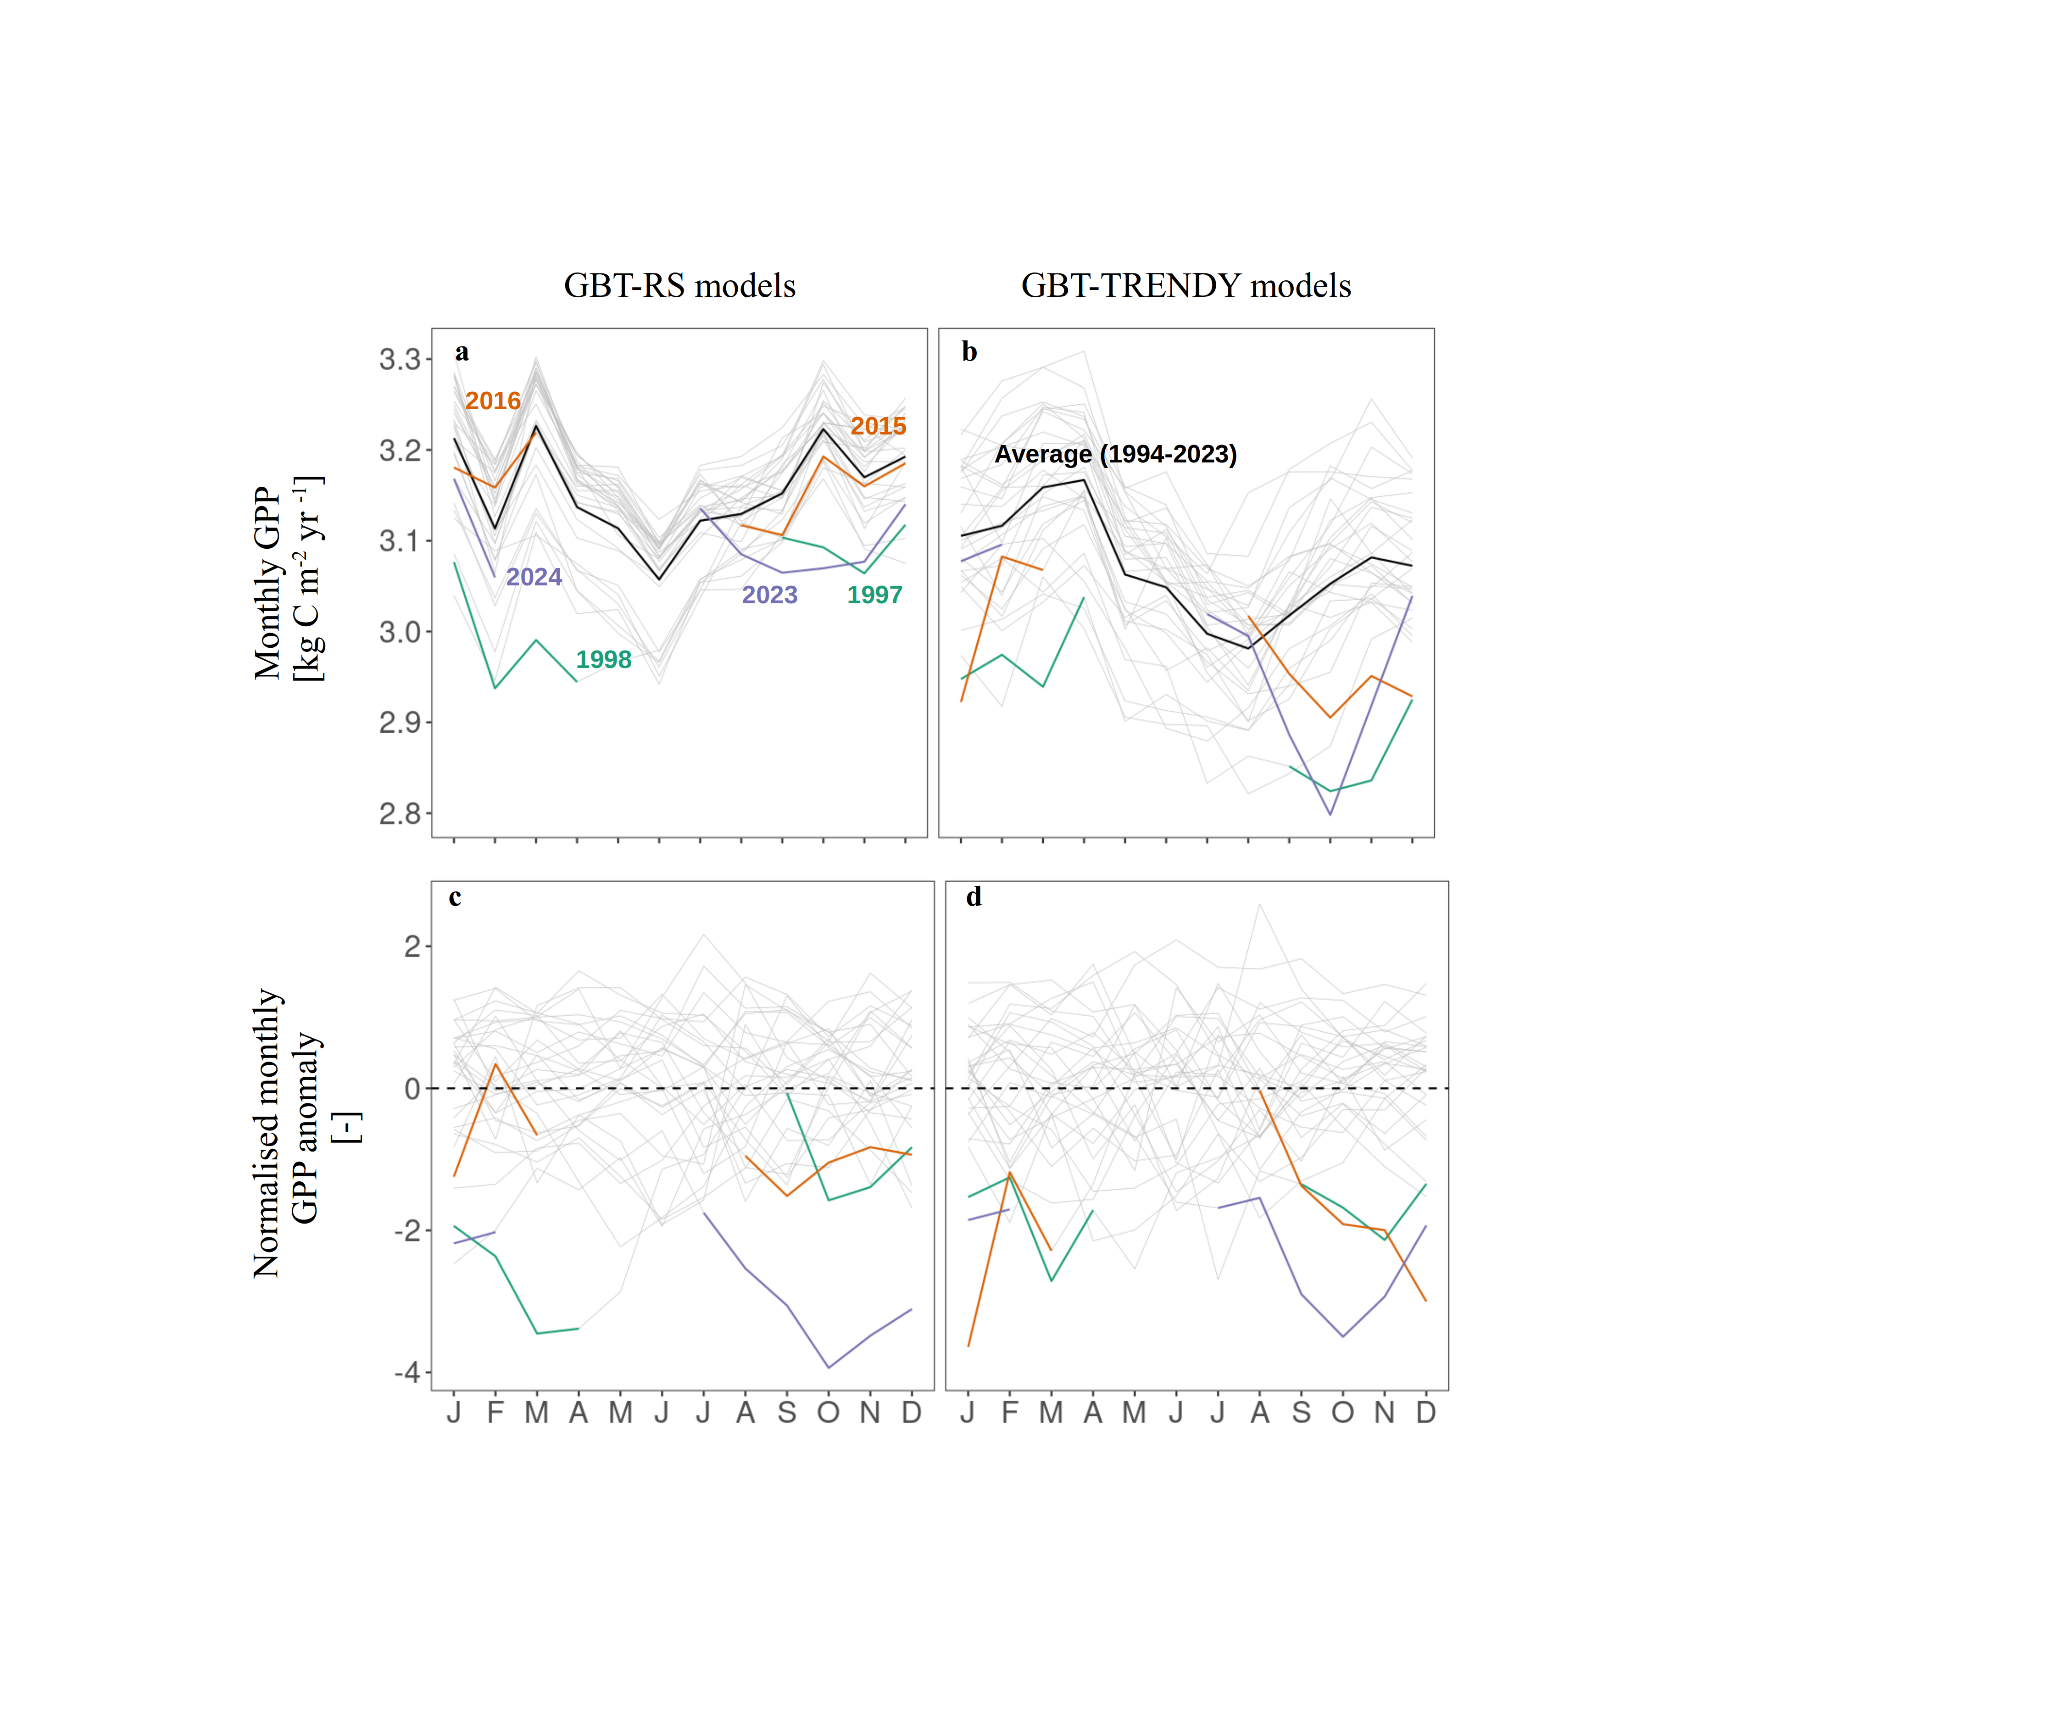 GBT-RS models
GBT-TRENDY models
Monthly GPP
[kg C m⁻² yr⁻¹]
a
3.3
3.2
3.1
3.0
2.9
2.8
2016
2015
2024
2023
1997
1998
b
Average (1994-2023)
Normalised monthly
GPP anomaly
[-]
c
2
0
-2
-4
J F M A M J J A S O N D
d
J F M A M J J A S O N D